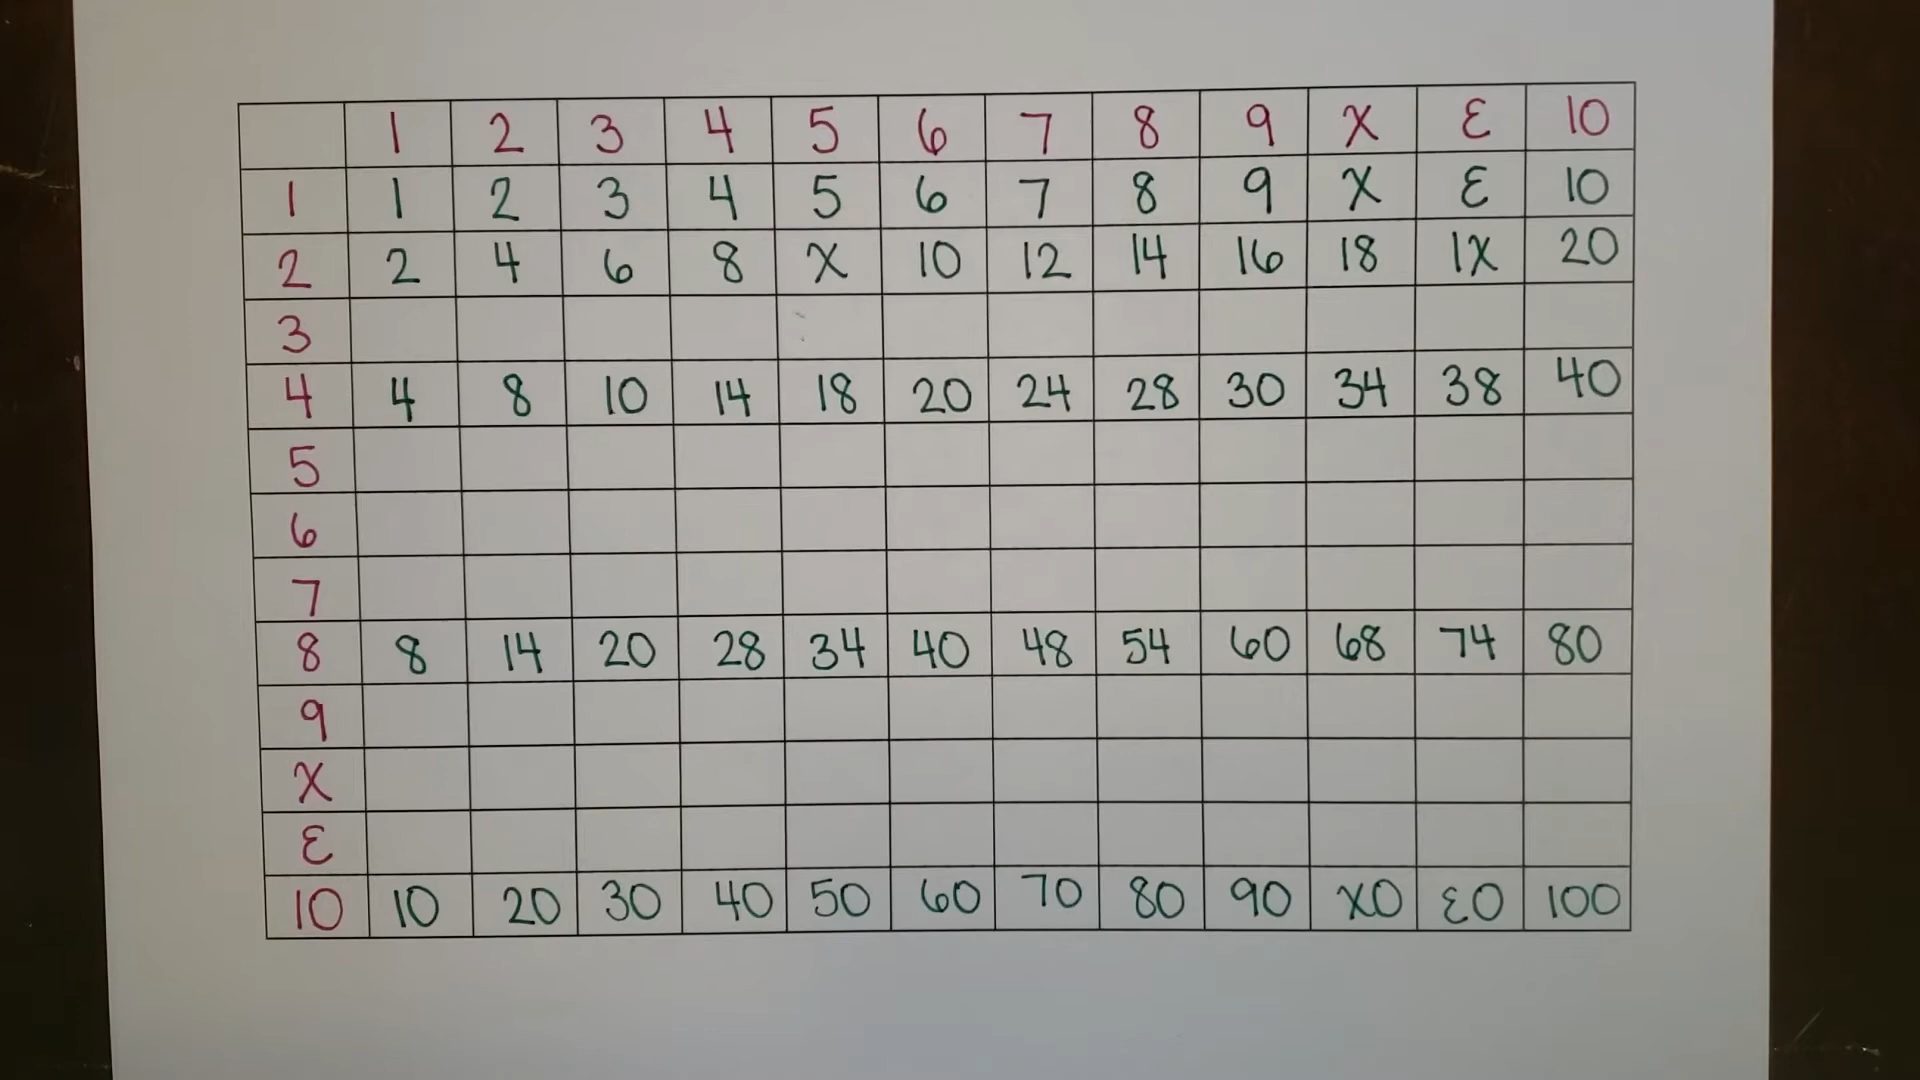 1 2 3 4 5 6 7 8 9 X Ɛ 10
1 1 2 3 4 5 6 7 8 9 X Ɛ 10
2 2 4 6 8 X 10 12 14 16 18 1X 20
3
4 4 8 10 14 18 20 24 28 30 34 38 40
5
6
7
8 8 14 20 28 34 40 48 54 60 68 74 80
9
X
Ɛ
10 10 20 30 40 50 60 70 80 90 X0 Ɛ0 100